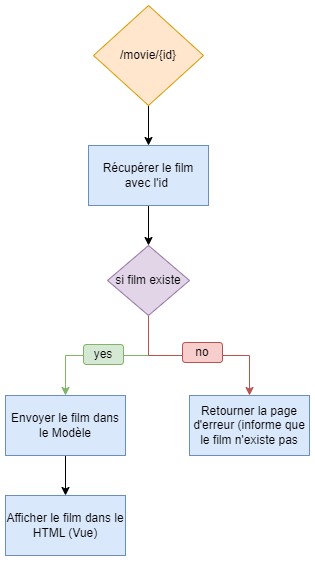 /movie/{id}
Récupérer le film
avec l'id
si film existe
yes
no
Envoyer le film dans
le Modèle
Retourner la page
d'erreur (informe que
le film n'existe pas
Afficher le film dans le
HTML (Vue)